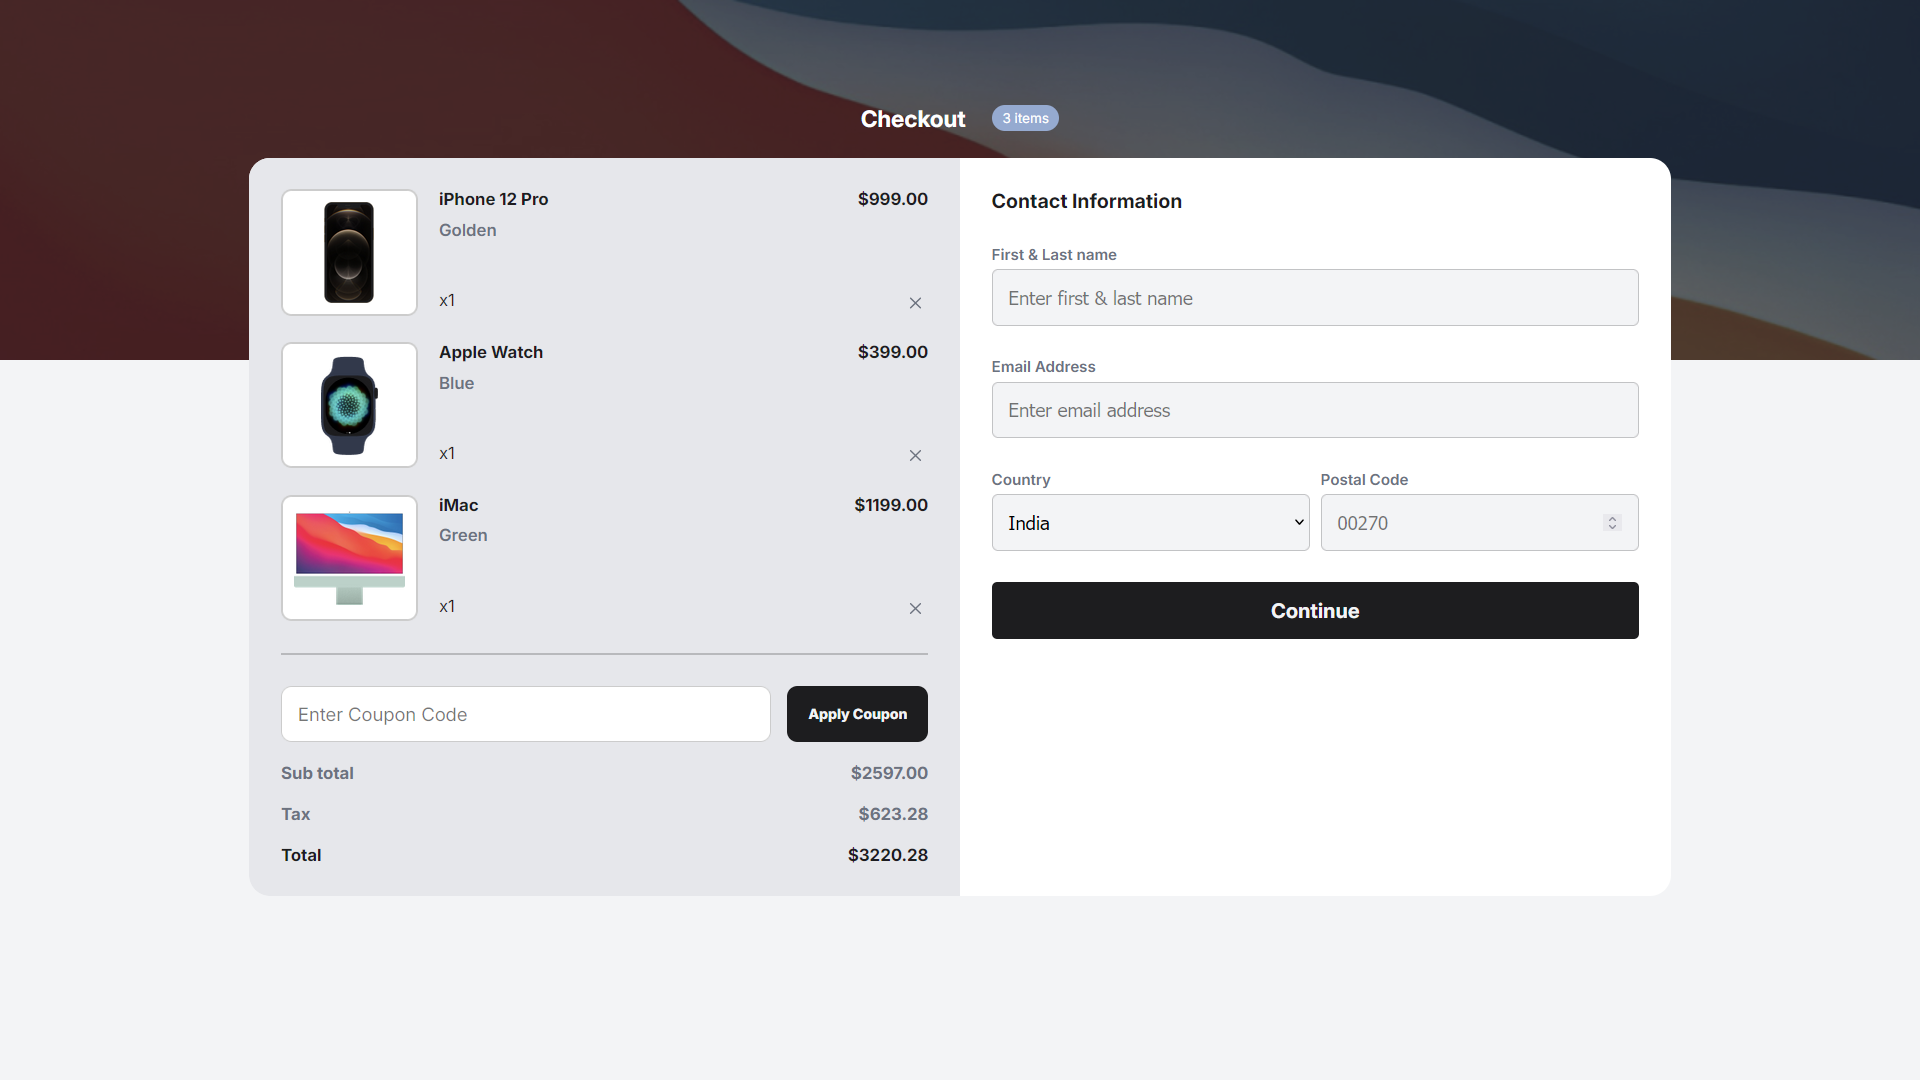 Checkout 3 items
iPhone 12 Pro $999.00
Golden
x1
Apple Watch $399.00
Blue
x1
iMac $1199.00
Green
x1
Enter Coupon Code Apply Coupon
Sub total $2597.00
Tax $623.28
Total $3220.28
Contact Information
First & Last name
Enter first & last name
Email Address
Enter email address
Country Postal Code
India 00270
Continue